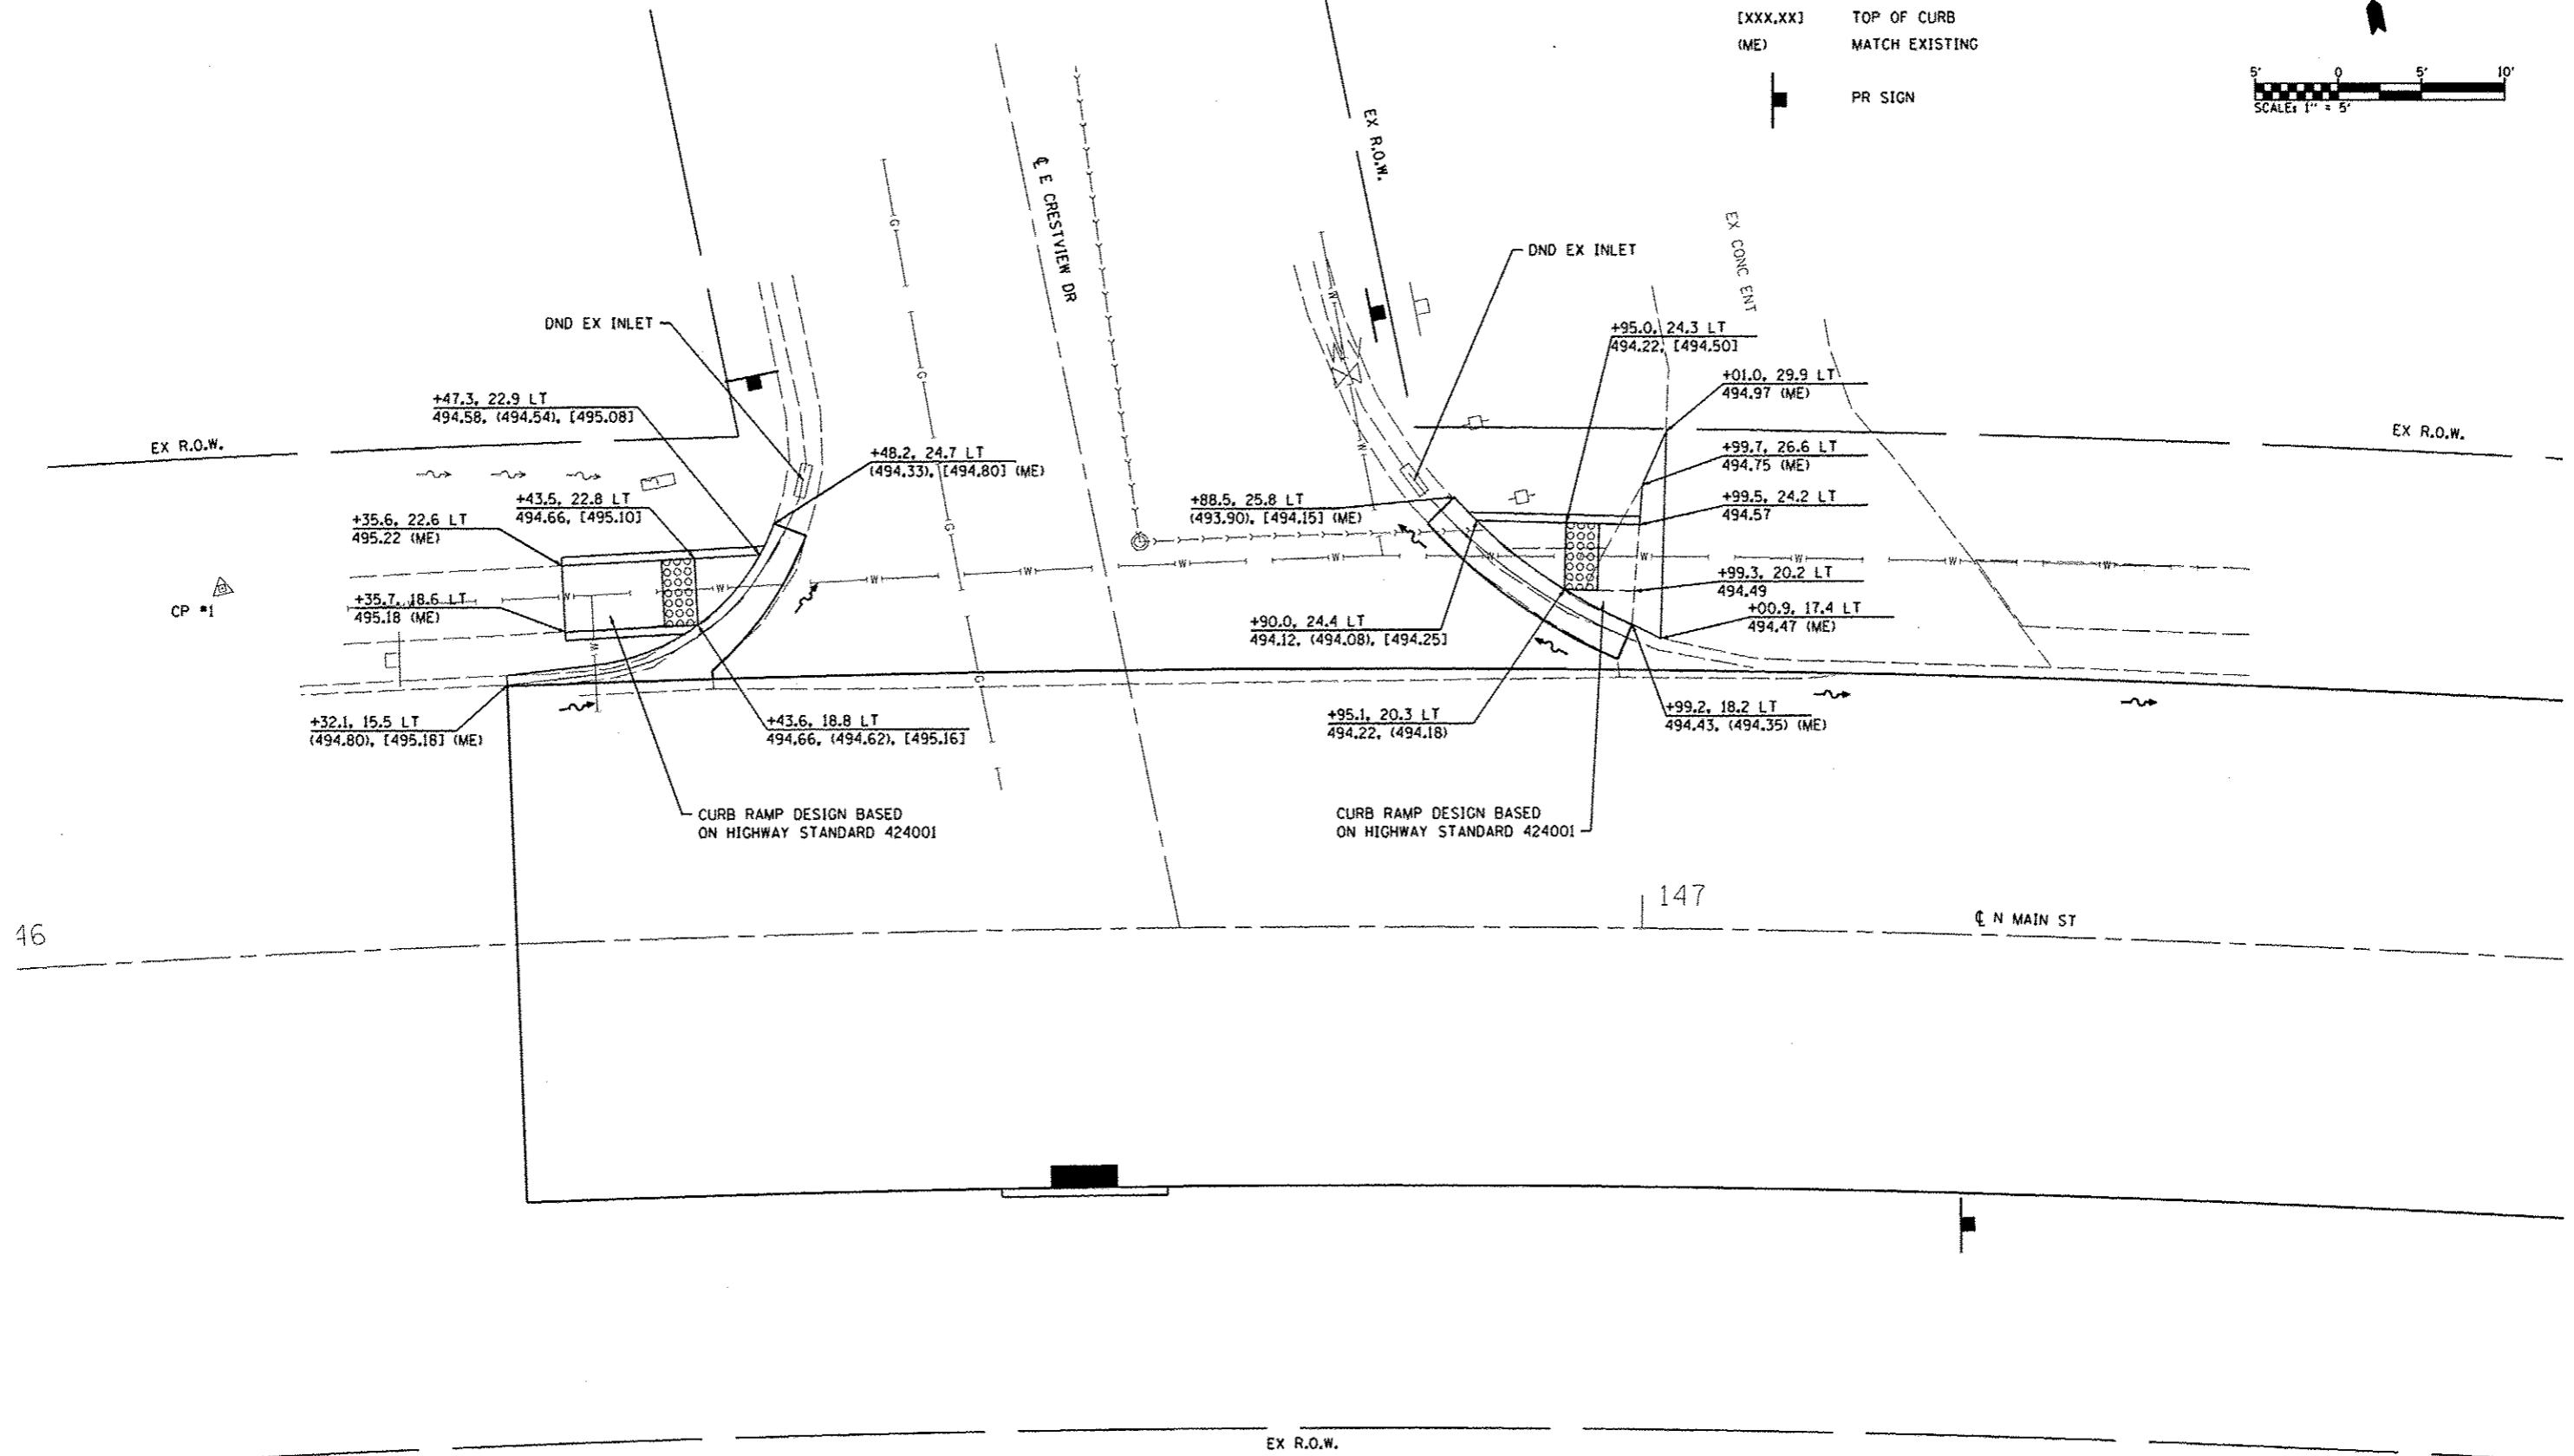 [XXX.XX] TOP OF CURB
(ME) MATCH EXISTING
PR SIGN
5' 0 5' 10'
SCALE: 1" = 5'
EX R.O.W.
℄ E CRESTVIEW DR
EX CONC ENT
DND EX INLET
DND EX INLET
+95.0, 24.3 LT
494.22, [494.50]
+01.0, 29.9 LT
494.97 (ME)
+47.3, 22.9 LT
494.58, (494.54), [495.08]
EX R.O.W.
EX R.O.W.
+48.2, 24.7 LT
(494.33), [494.80] (ME)
+99.7, 26.6 LT
494.75 (ME)
+43.5, 22.8 LT
494.66, [495.10]
+88.5, 25.8 LT
(493.90), [494.15] (ME)
+99.5, 24.2 LT
494.57
+35.6, 22.6 LT
495.22 (ME)
+99.3, 20.2 LT
494.49
CP #1
+35.7, 18.6 LT
495.18 (ME)
+00.9, 17.4 LT
494.47 (ME)
+90.0, 24.4 LT
494.12, (494.08), [494.25]
+32.1, 15.5 LT
(494.80), [495.18] (ME)
+43.6, 18.8 LT
494.66, (494.62), [495.16]
+95.1, 20.3 LT
494.22, (494.18)
+99.2, 18.2 LT
494.43, (494.35) (ME)
CURB RAMP DESIGN BASED
ON HIGHWAY STANDARD 424001
CURB RAMP DESIGN BASED
ON HIGHWAY STANDARD 424001
46
147
℄ N MAIN ST
EX R.O.W.
G
G
G
G
W
W
W
W
W
W
W
W
W
W
W
W
W
W